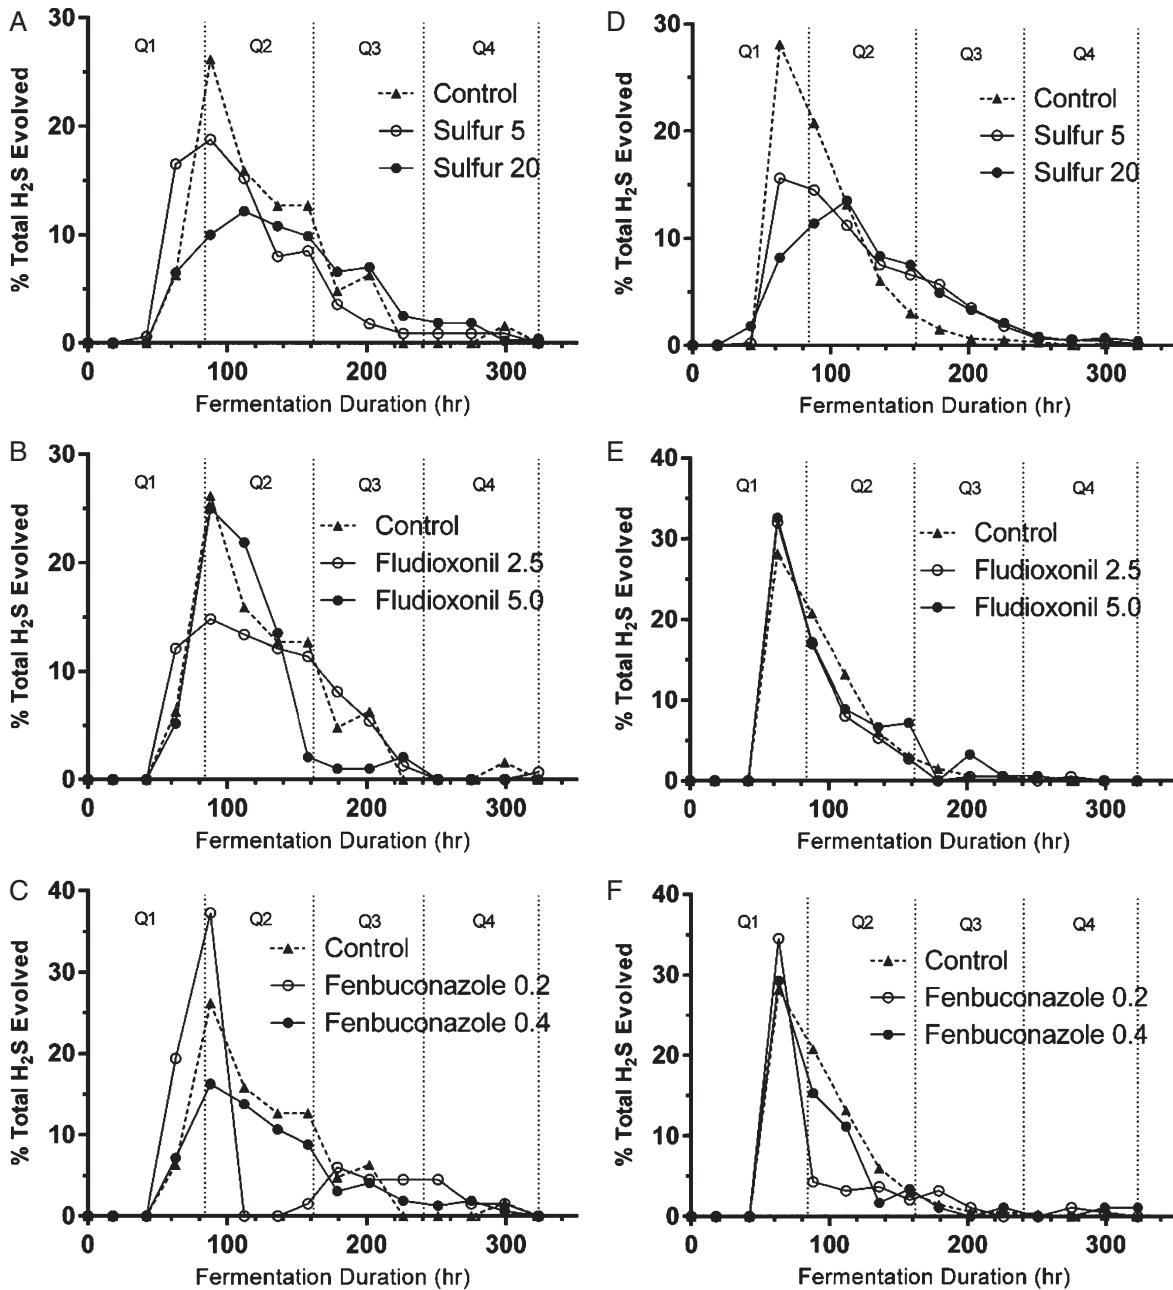 A
% Total H2S Evolved
30
20
10
0
Q1
Q2
Q3
Q4
Control
Sulfur 5
Sulfur 20
0 100 200 300
Fermentation Duration (hr)
D
% Total H2S Evolved
30
20
10
0
Q1
Q2
Q3
Q4
Control
Sulfur 5
Sulfur 20
0 100 200 300
Fermentation Duration (hr)
B
% Total H2S Evolved
30
20
10
0
Q1
Q2
Q3
Q4
Control
Fludioxonil 2.5
Fludioxonil 5.0
0 100 200 300
Fermentation Duration (hr)
E
% Total H2S Evolved
40
30
20
10
0
Q1
Q2
Q3
Q4
Control
Fludioxonil 2.5
Fludioxonil 5.0
0 100 200 300
Fermentation Duration (hr)
C
% Total H2S Evolved
40
30
20
10
0
Q1
Q2
Q3
Q4
Control
Fenbuconazole 0.2
Fenbuconazole 0.4
0 100 200 300
Fermentation Duration (hr)
F
% Total H2S Evolved
40
30
20
10
0
Q1
Q2
Q3
Q4
Control
Fenbuconazole 0.2
Fenbuconazole 0.4
0 100 200 300
Fermentation Duration (hr)